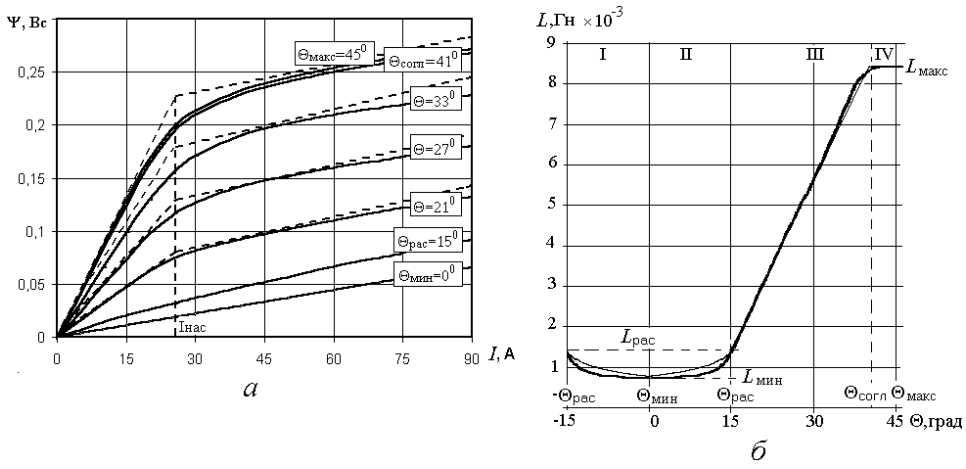 Ψ, Вс
0,25
0,2
0,15
0,1
0,05
0
Θмакс=45⁰
Θсогл=41⁰
Θ=33⁰
Θ=27⁰
Θ=21⁰
Θрас=15⁰
Θмин=0⁰
Iнас
0 15 30 45 60 75 90 I, А
а
L,Гн ×10⁻³
9
8
7
6
5
4
3
2
1
I II III IV
Lмакс
Lрас
Lмин
-Θрас Θмин Θрас Θсогл Θмакс
-15 0 15 30 45 Θ,град
б